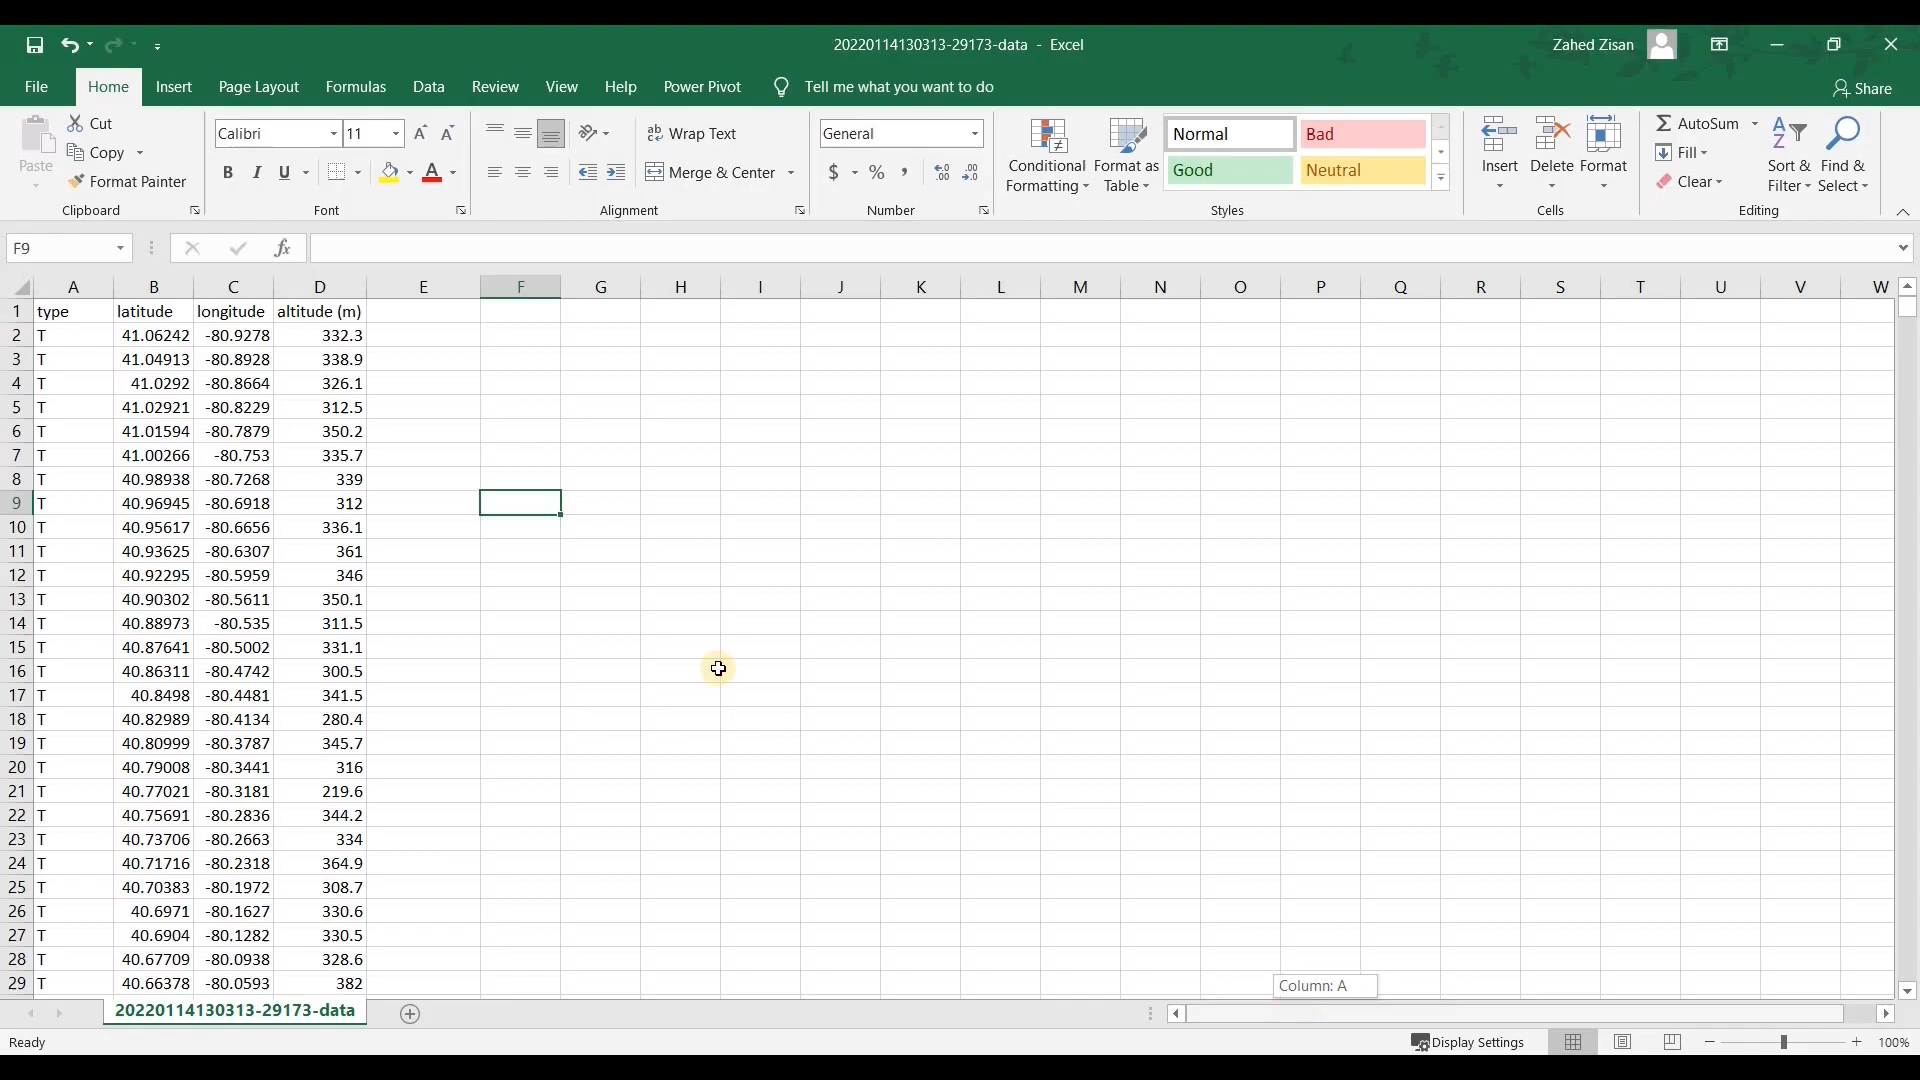 20220114130313-29173-data - Excel
Zahed Zisan
File Home Insert Page Layout Formulas Data Review View Help Power Pivot Tell me what you want to do
Share
Paste
Cut
Copy
Format Painter
Clipboard
Calibri 11
B I U
Font
Wrap Text
Merge & Center
Alignment
General
$ % ,
Number
Conditional Formatting
Format as Table
Normal Bad
Good Neutral
Styles
Insert Delete Format
Cells
AutoSum
Fill
Clear
Sort & Filter
Find & Select
Editing
F9
fx
A B C D E F G H I J K L M N O P Q R S T U V W
1 type latitude longitude altitude (m)
2 T 41.06242 -80.9278 332.3
3 T 41.04913 -80.8928 338.9
4 T 41.0292 -80.8664 326.1
5 T 41.02921 -80.8229 312.5
6 T 41.01594 -80.7879 350.2
7 T 41.00266 -80.753 335.7
8 T 40.98938 -80.7268 339
9 T 40.96945 -80.6918 312
10 T 40.95617 -80.6656 336.1
11 T 40.93625 -80.6307 361
12 T 40.92295 -80.5959 346
13 T 40.90302 -80.5611 350.1
14 T 40.88973 -80.535 311.5
15 T 40.87641 -80.5002 331.1
16 T 40.86311 -80.4742 300.5
17 T 40.8498 -80.4481 341.5
18 T 40.82989 -80.4134 280.4
19 T 40.80999 -80.3787 345.7
20 T 40.79008 -80.3441 316
21 T 40.77021 -80.3181 219.6
22 T 40.75691 -80.2836 344.2
23 T 40.73706 -80.2663 334
24 T 40.71716 -80.2318 364.9
25 T 40.70383 -80.1972 308.7
26 T 40.6971 -80.1627 330.6
27 T 40.6904 -80.1282 330.5
28 T 40.67709 -80.0938 328.6
29 T 40.66378 -80.0593 382
Column: A
20220114130313-29173-data
Ready
Display Settings
100%